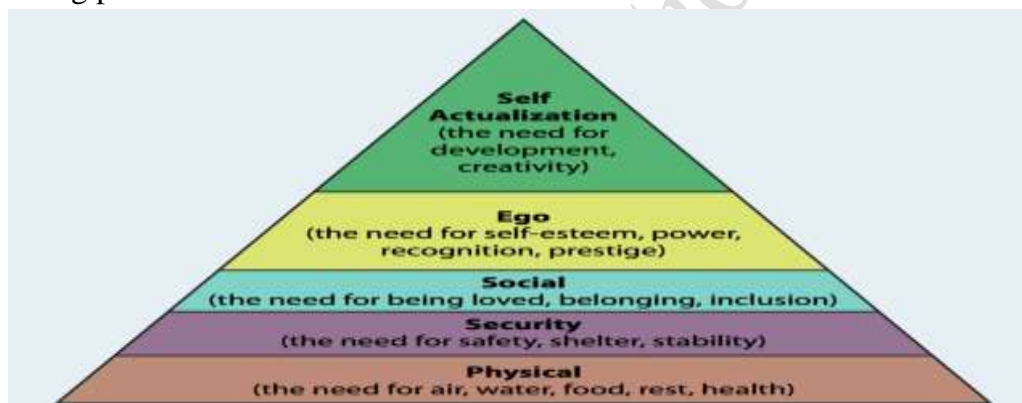 Self
Actualization
(the need for
development,
creativity)
Ego
(the need for self-esteem, power,
recognition, prestige)
Social
(the need for being loved, belonging, inclusion)
Security
(the need for safety, shelter, stability)
Physical
(the need for air, water, food, rest, health)